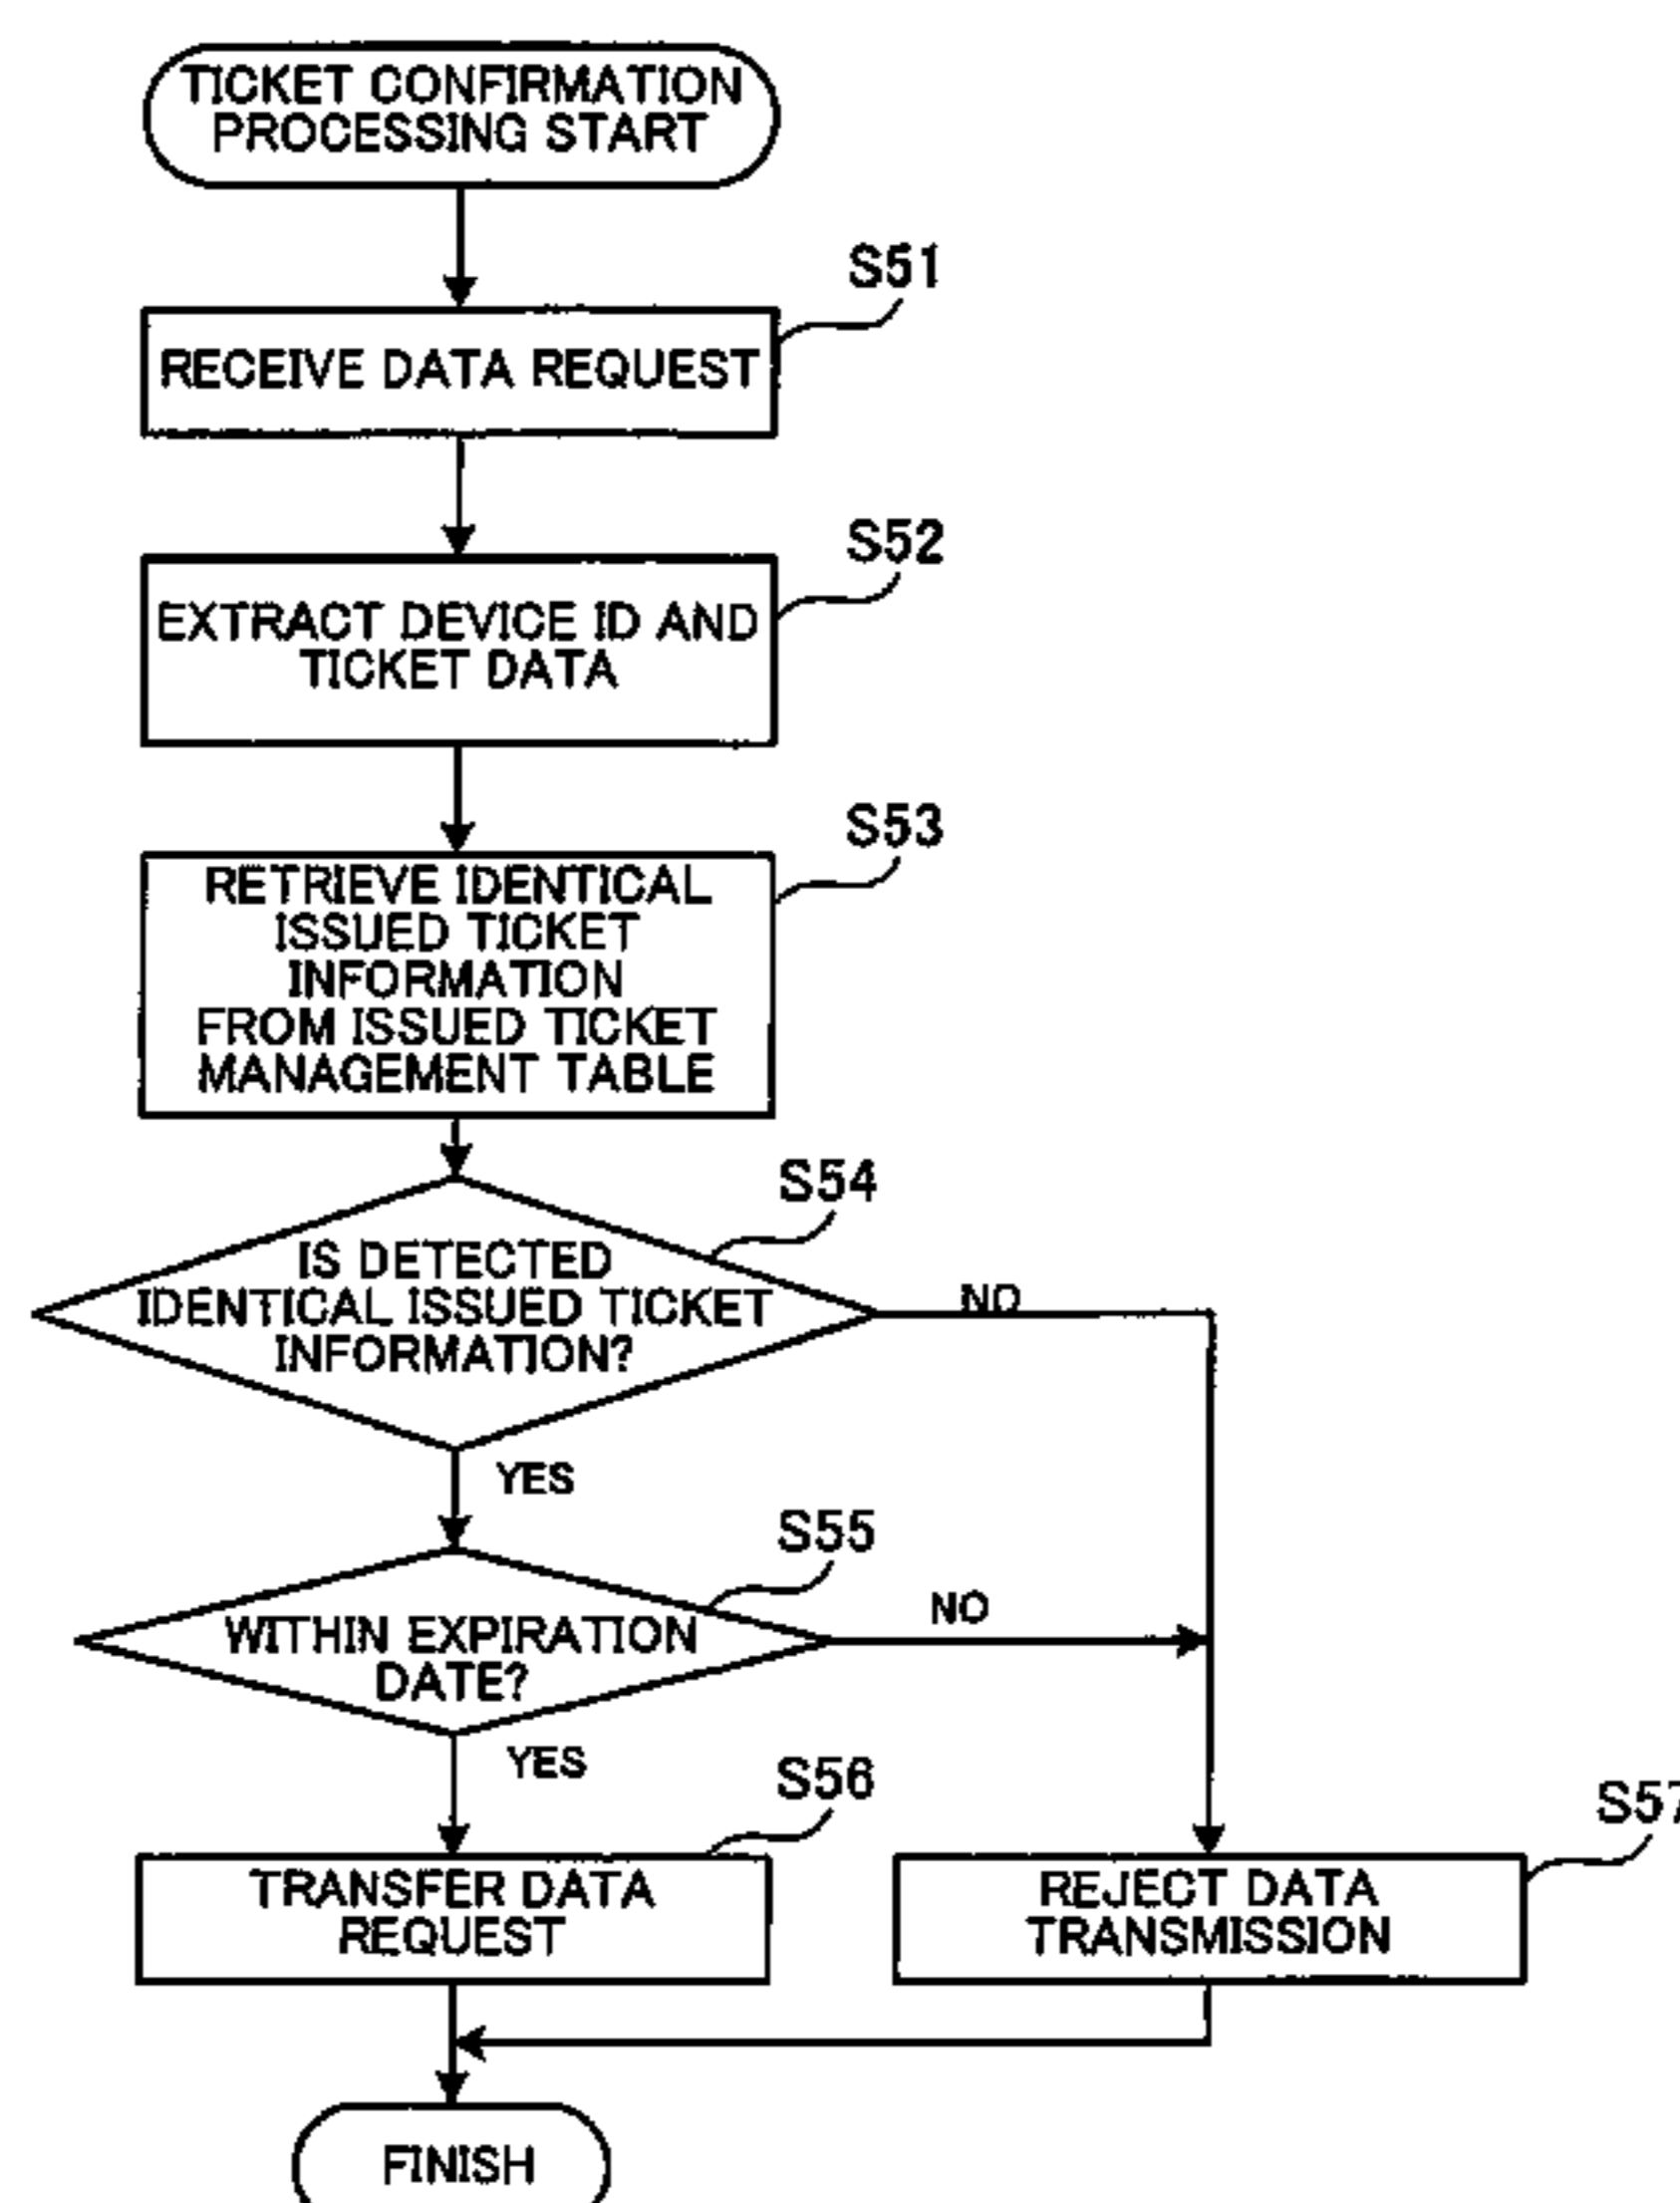 TICKET CONFIRMATION
PROCESSING START
S51
RECEIVE DATA REQUEST
S52
EXTRACT DEVICE ID AND
TICKET DATA
S53
RETRIEVE IDENTICAL
ISSUED TICKET
INFORMATION
FROM ISSUED TICKET
MANAGEMENT TABLE
S54
IS DETECTED
IDENTICAL ISSUED TICKET
INFORMATION?
NO
YES
S55
WITHIN EXPIRATION
DATE?
NO
YES
S56
TRANSFER DATA
REQUEST
S57
REJECT DATA
TRANSMISSION
FINISH